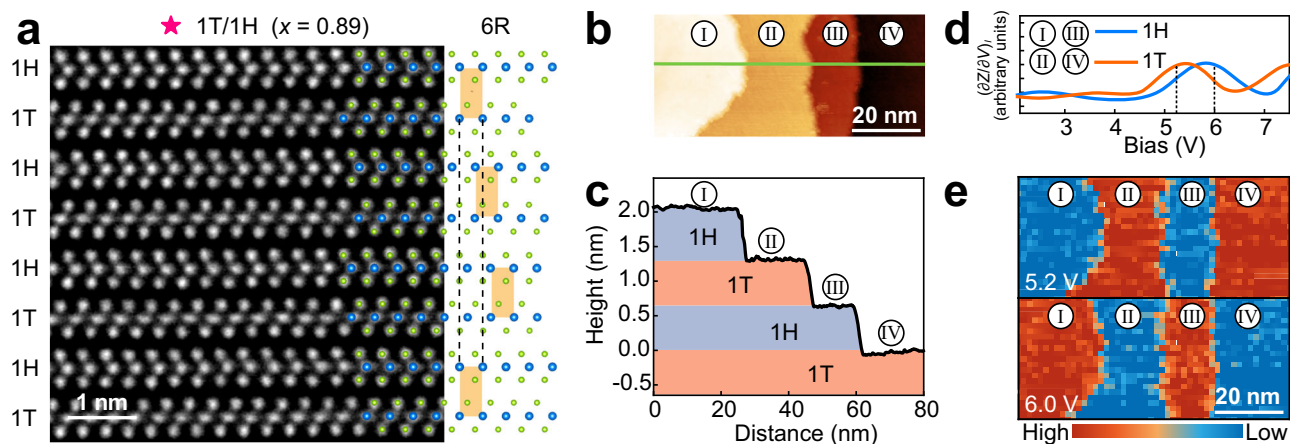 a
★ 1T/1H (x = 0.89)
6R
1H
1T
1H
1T
1H
1T
1H
1T
1 nm
b
I
II
III
IV
20 nm
c
Height (nm)
2.0
1.5
1.0
0.5
0.0
-0.5
I
1H
II
1T
III
1H
IV
1T
0
20
40
60
80
Distance (nm)
d
(∂Z/∂V)I
(arbitrary units)
I III 1H
II IV 1T
3
4
5
6
7
Bias (V)
e
I
II
III
IV
5.2 V
I
II
III
IV
6.0 V
20 nm
High
Low